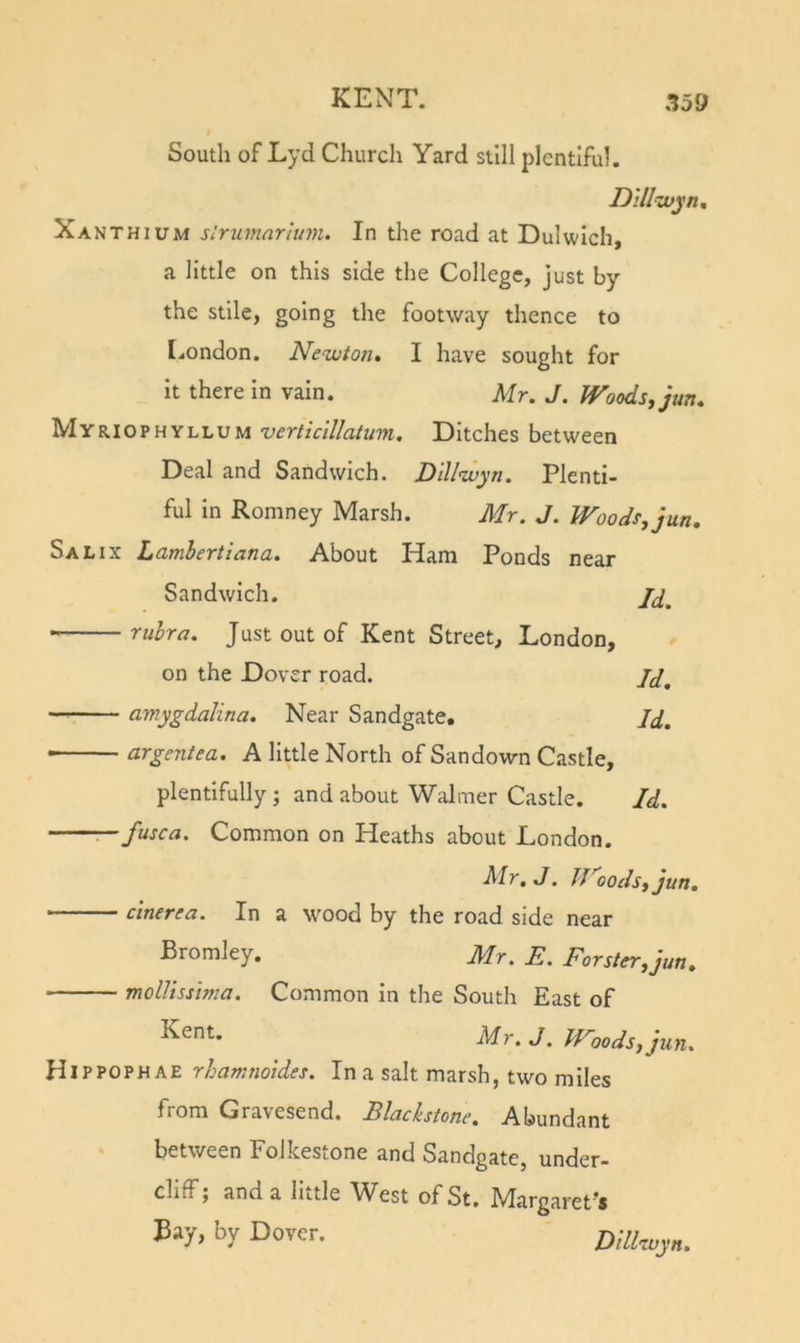 KENT. 359
South of Lyd Church Yard still plentiful.
Dillwyn.
XANTHIUM strumarium. In the road at Dulwich,
a little on this side the College, just by
the stile, going the footway thence to
London. Newton. I have sought for
it there in vain. Mr. J. Woods, jun.
MYRIOPHYLLUM verticillatum. Ditches between
Deal and Sandwich. Dillwyn. Plenti-
ful in Romney Marsh. Mr. J. Woods, jun.
SALIX Lambertiana. About Ham Ponds near
Sandwich. Id.
—— rubra. Just out of Kent Street, London,
on the Dover road. Id.
—— amygdalina. Near Sandgate. Id.
—— argentea. A little North of Sandown Castle,
plentifully; and about Walmer Castle. Id.
—— fusca. Common on Heaths about London.
Mr. J. Woods, jun.
—— cinerea. In a wood by the road side near
Bromley. Mr. E. Forster, jun.
—— mollissima. Common in the South East of
Kent. Mr. J. Woods, jun.
HIPPOPHAE rhamnoides. In a salt marsh, two miles
from Gravesend. Blackstone. Abundant
between Folkestone and Sandgate, under-
cliff; and a little West of St. Margaret's
Bay, by Dover. Dillwyn.